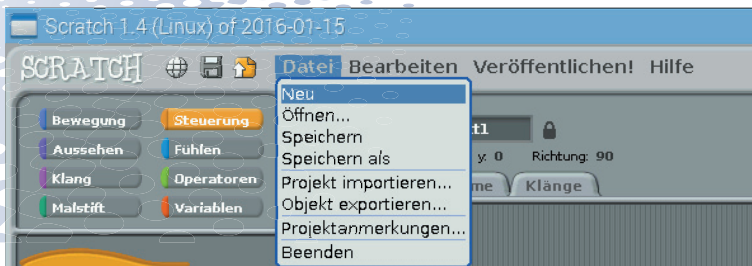 Scratch 1.4 (Linux) of 2016-01-15
SCRATCH Datei Bearbeiten Veröffentlichen! Hilfe
Neu
Öffnen...
Speichern
Speichern als
Projekt importieren...
Objekt exportieren...
Projektanmerkungen...
Beenden
Bewegung Steuerung
Aussehen Fühlen
Klang Operatoren
Malstift Variablen
y: 0 Richtung: 90
Klänge